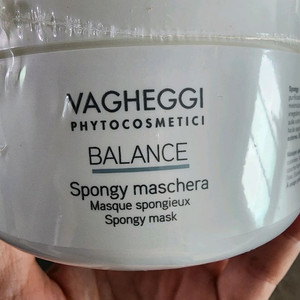 VAGHEGGI
PHYTOCOSMETICI
BALANCE
Spongy maschera
Masque spongieux
Spongy mask